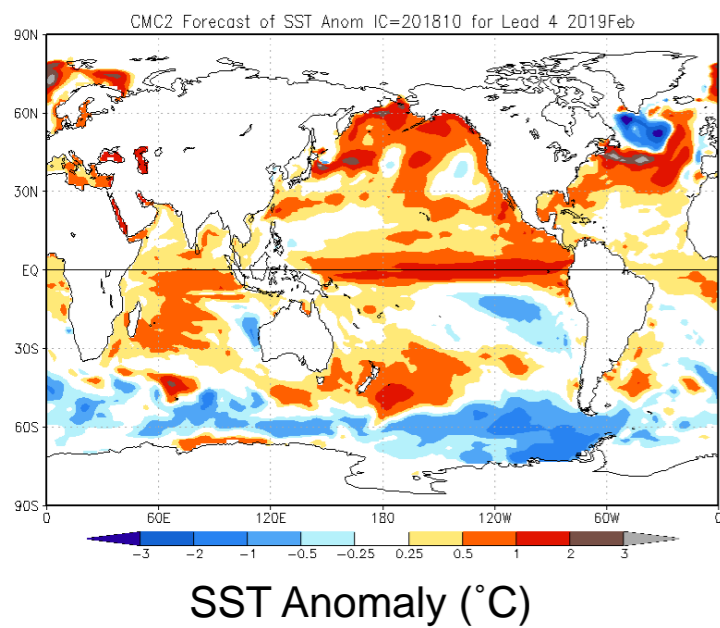 CMC2 Forecast of SST Anom IC=201810 for Lead 4 2019Feb
90N
60N
30N
EQ
30S
60S
90S
0 60E 120E 180 120W 60W 0
-3 -2 -1 -0.5 -0.25 0.25 0.5 1 2 3
SST Anomaly (˚C)